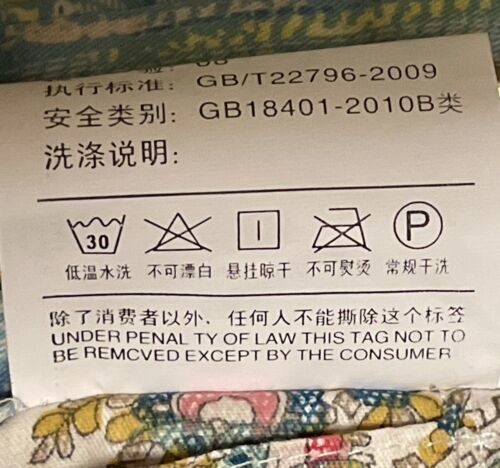 执行标准: GB/T22796-2009
安全类别: GB18401-2010B类
洗涤说明:
30 P
低温水洗 不可漂白 悬挂晾干 不可熨烫 常规干洗
除了消费者以外, 任何人不能撕除这个标签
UNDER PENAL TY OF LAW THIS TAG NOT TO
BE REMCVED EXCEPT BY THE CONSUMER